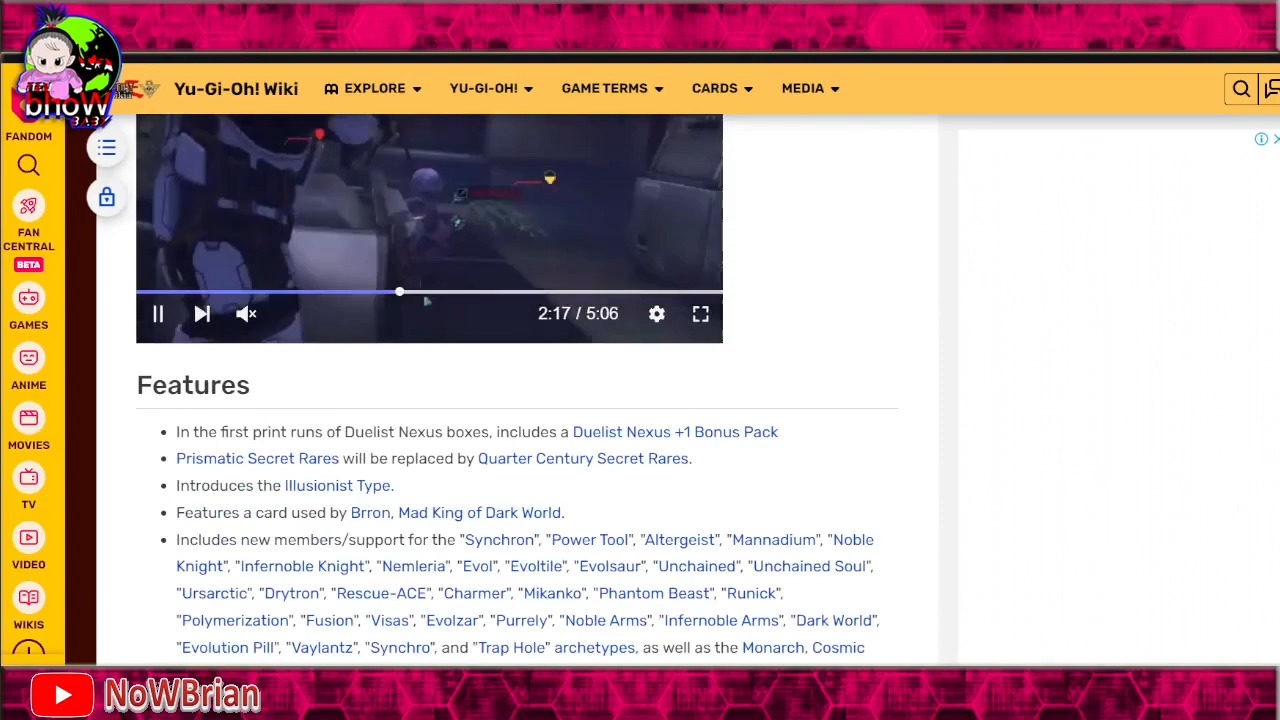 bhoW
BABY
Yu-Gi-Oh! Wiki
EXPLORE
YU-GI-OH!
GAME TERMS
CARDS
MEDIA
FANDOM
FAN
CENTRAL
BETA
GAMES
ANIME
MOVIES
TV
VIDEO
WIKIS
2:17 / 5:06
Features
In the first print runs of Duelist Nexus boxes, includes a Duelist Nexus +1 Bonus Pack
Prismatic Secret Rares will be replaced by Quarter Century Secret Rares.
Introduces the Illusionist Type.
Features a card used by Brron, Mad King of Dark World.
Includes new members/support for the "Synchron", "Power Tool", "Altergeist", "Mannadium", "Noble
Knight", "Infernoble Knight", "Nemleria", "Evol", "Evoltile", "Evolsaur", "Unchained", "Unchained Soul",
"Ursarctic", "Drytron", "Rescue-ACE", "Charmer", "Mikanko", "Phantom Beast", "Runick",
"Polymerization", "Fusion", "Visas", "Evolzar", "Purrely", "Noble Arms", "Infernoble Arms", "Dark World",
"Evolution Pill", "Vaylantz", "Synchro", and "Trap Hole" archetypes, as well as the Monarch, Cosmic
NoWBrian